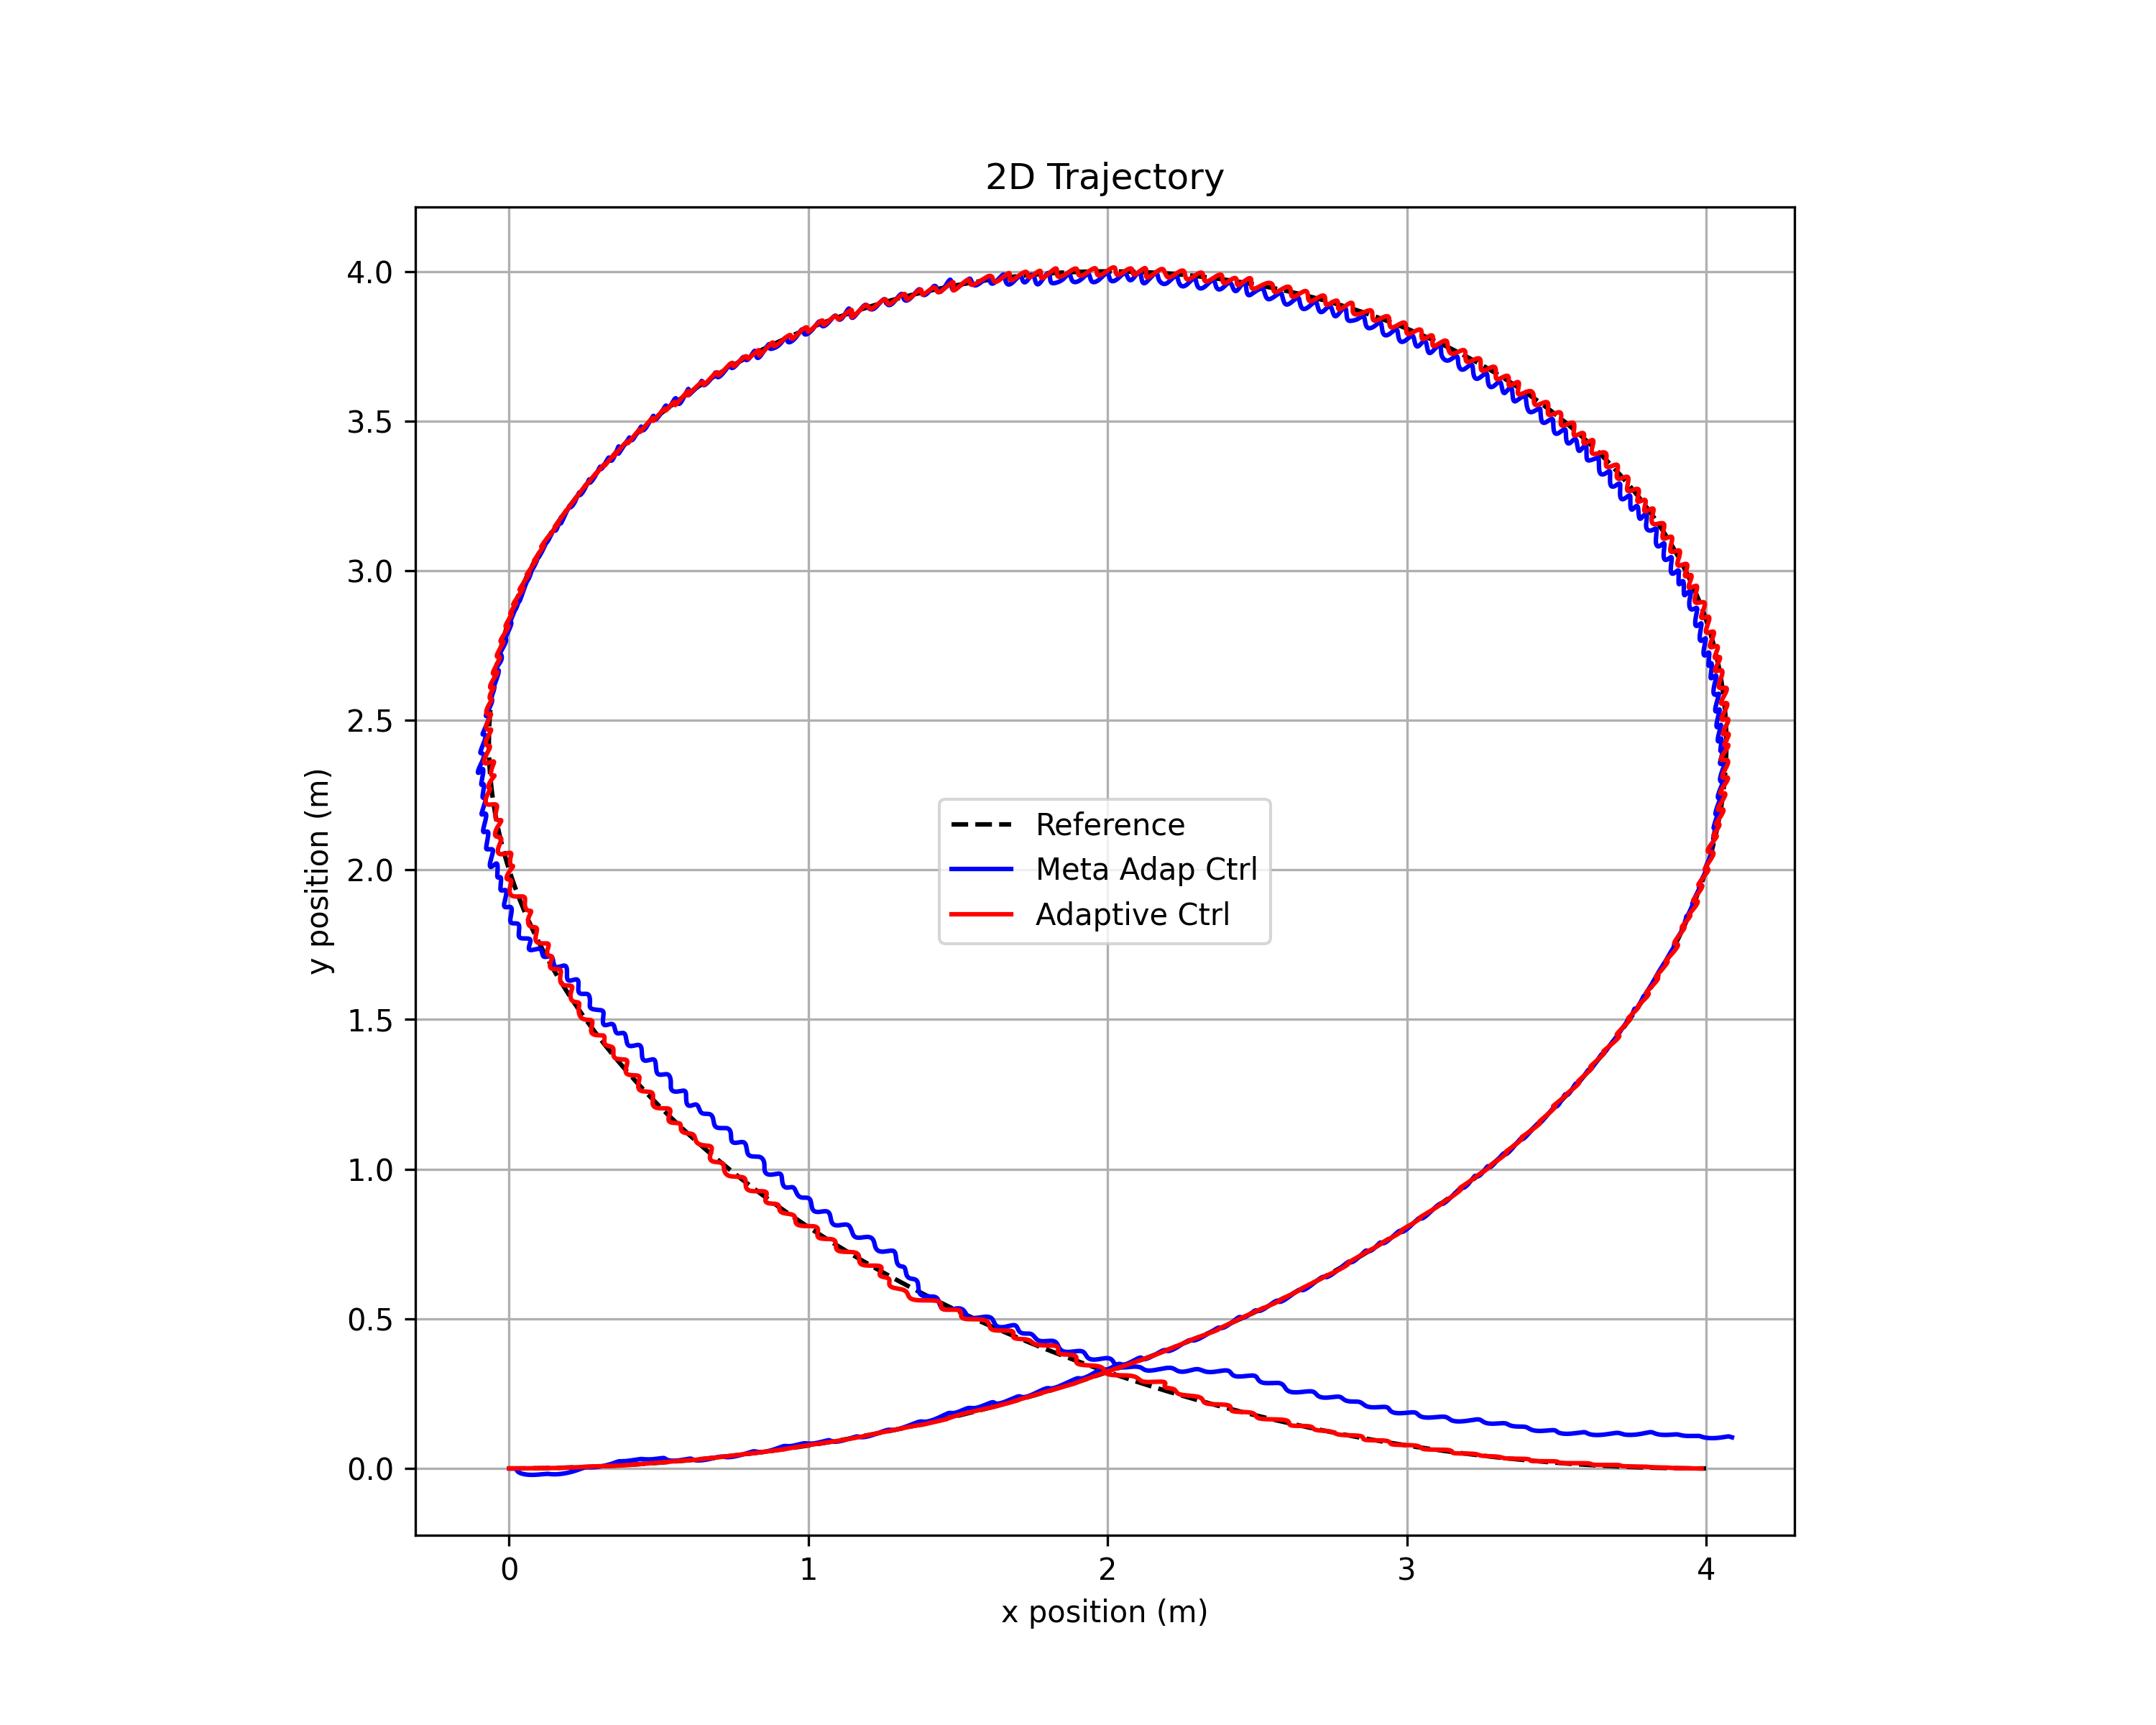 2D Trajectory
4.0
3.5
3.0
2.5
2.0
1.5
1.0
0.5
0.0
y position (m)
Reference
Meta Adap Ctrl
Adaptive Ctrl
0 1 2 3 4
x position (m)